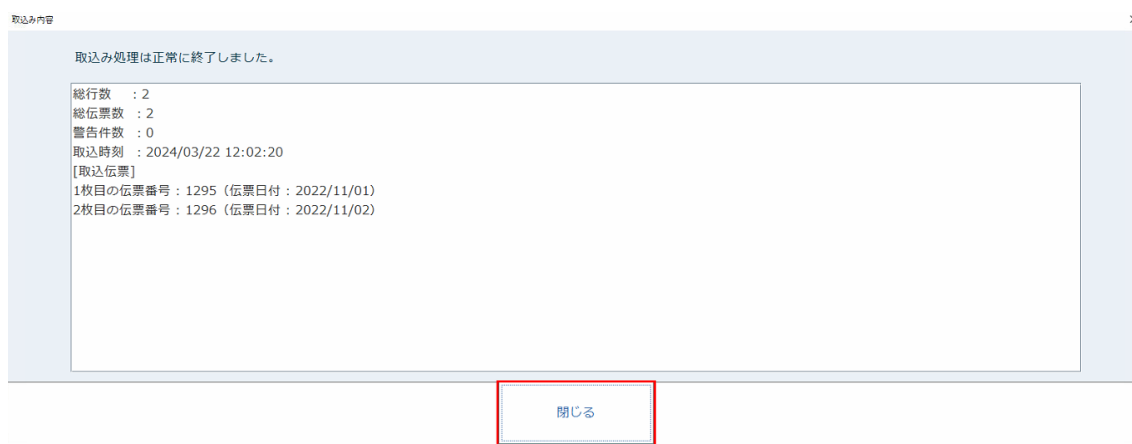 取込み内容
取込み処理は正常に終了しました。
総行数 : 2
総伝票数 : 2
警告件数 : 0
取込時刻 : 2024/03/22 12:02:20
[取込伝票]
1枚目の伝票番号 : 1295（伝票日付 : 2022/11/01）
2枚目の伝票番号 : 1296（伝票日付 : 2022/11/02）
閉じる